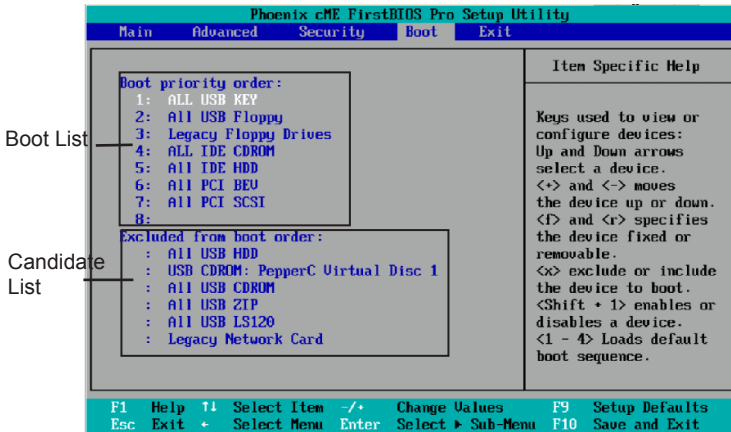 Phoenix cME FirstBIOS Pro Setup Utility
Main Advanced Security Boot Exit
Item Specific Help
Boot priority order:
1: ALL USB KEY
2: All USB Floppy
3: Legacy Floppy Drives
4: ALL IDE CDROM
5: All IDE HDD
6: All PCI BEV
7: All PCI SCSI
8:
Excluded from boot order:
: All USB HDD
: USB CDROM: PepperC Virtual Disc 1
: All USB CDROM
: All USB ZIP
: All USB LS120
: Legacy Network Card
Boot List
Candidate
List
Keys used to view or
configure devices:
Up and Down arrows
select a device.
<+> and <-> moves
the device up or down.
<f> and <r> specifies
the device fixed or
removable.
<x> exclude or include
the device to boot.
<Shift + 1> enables or
disables a device.
<1 - 4> Loads default
boot sequence.
F1 Help ↑↓ Select Item -/+ Change Values F9 Setup Defaults
Esc Exit ← Select Menu Enter Select ▶ Sub-Menu F10 Save and Exit